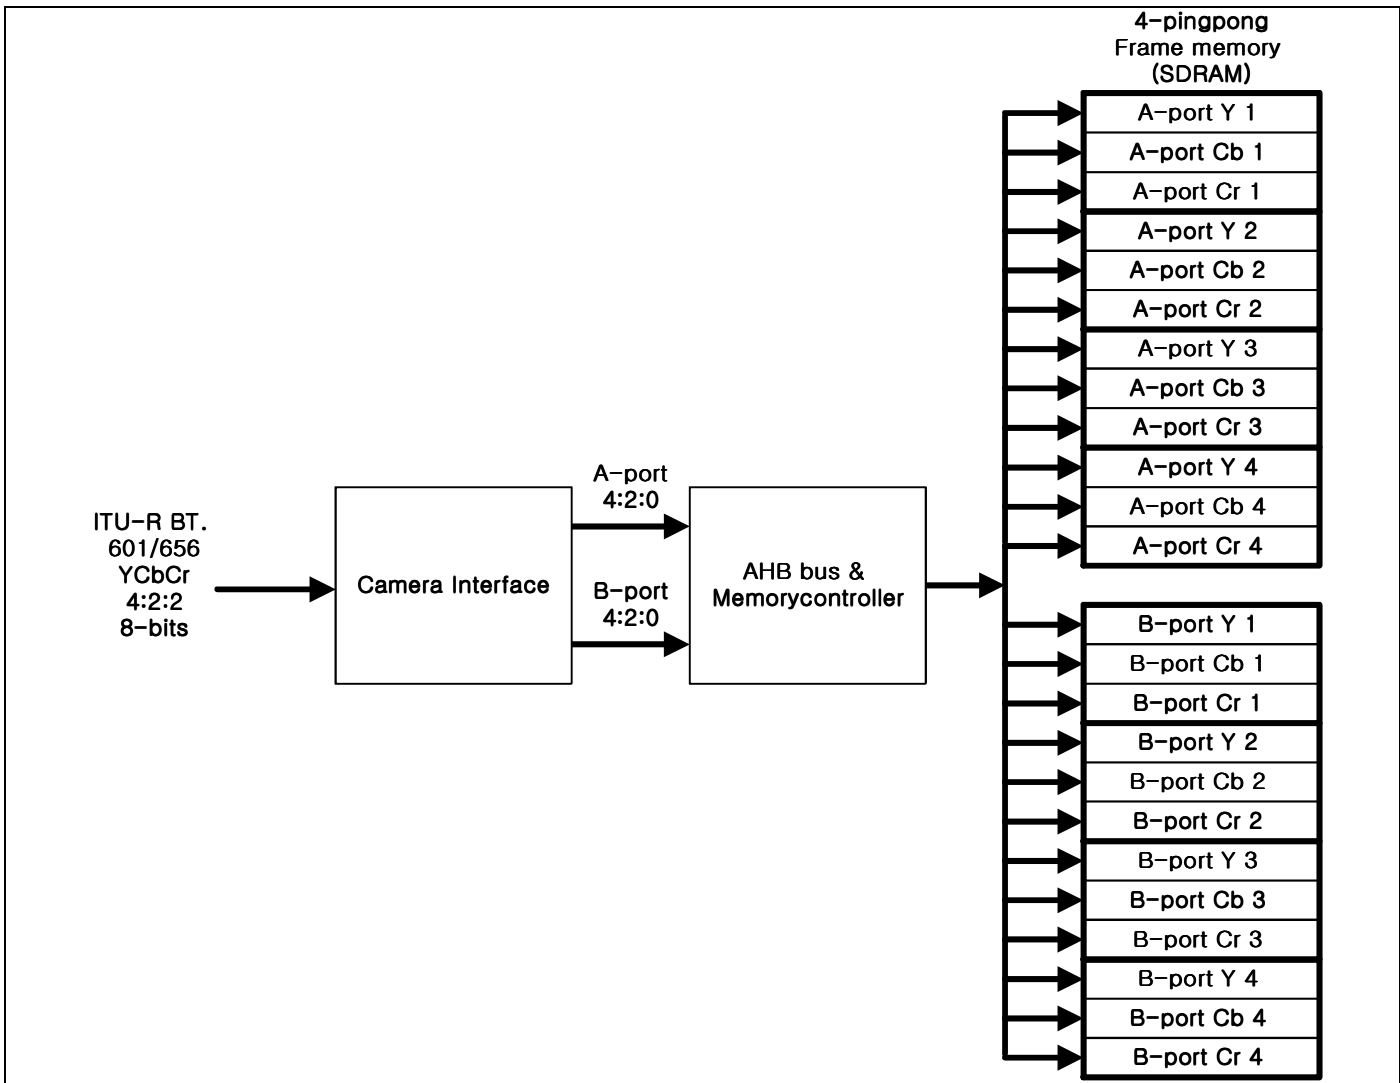 4-pingpong
Frame memory
(SDRAM)
A-port Y 1
A-port Cb 1
A-port Cr 1
A-port Y 2
A-port Cb 2
A-port Cr 2
A-port Y 3
A-port Cb 3
A-port Cr 3
A-port Y 4
A-port Cb 4
A-port Cr 4
ITU-R BT.
601/656
YCbCr
4:2:2
8-bits
Camera Interface
A-port
4:2:0
B-port
4:2:0
AHB bus &
Memorycontroller
B-port Y 1
B-port Cb 1
B-port Cr 1
B-port Y 2
B-port Cb 2
B-port Cr 2
B-port Y 3
B-port Cb 3
B-port Cr 3
B-port Y 4
B-port Cb 4
B-port Cr 4